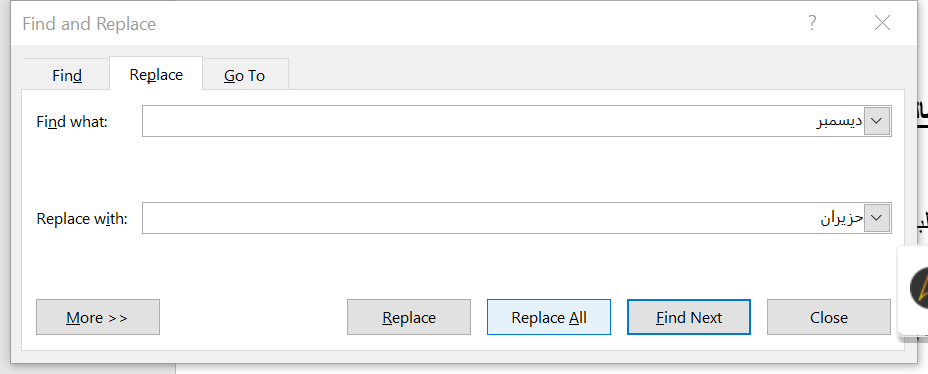 Find and Replace ?
Find Replace Go To
Find what: ديسمبر
Replace with: حزيران
More >> Replace Replace All Find Next Close